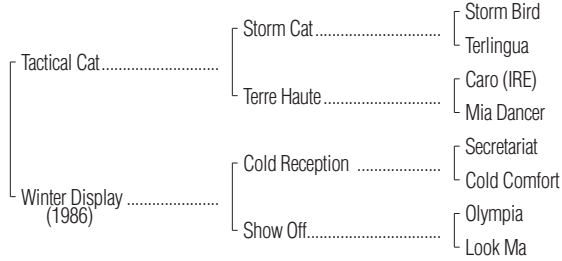 Storm Bird
Storm Cat
Terlingua
Tactical Cat
Caro (IRE)
Terre Haute
Mia Dancer
Secretariat
Cold Reception
Cold Comfort
Winter Display
(1986)
Olympia
Show Off
Look Ma